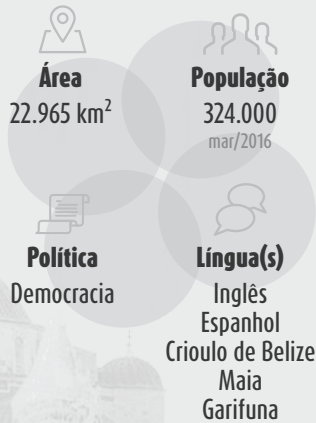 Área
22.965 km²
População
324.000
mar/2016
Política
Democracia
Língua(s)
Inglês
Espanhol
Crioulo de Belize
Maia
Garifuna